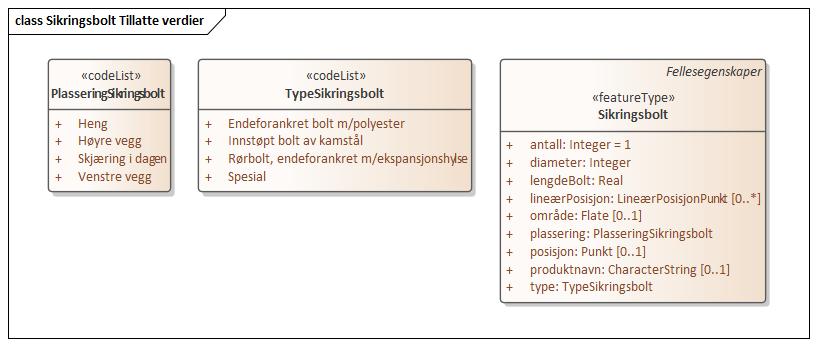 class Sikringsbolt Tillatte verdier
«codeList»
PlasseringSikringsbolt
+ Heng
+ Høyre vegg
+ Skjæring i dagen
+ Venstre vegg
«codeList»
TypeSikringsbolt
+ Endeforankret bolt m/polyester
+ Innstøpt bolt av kamstål
+ Rørbolt, endeforankret m/ekspansjonshylse
+ Spesial
Fellesegenskaper
«featureType»
Sikringsbolt
+ antall: Integer = 1
+ diameter: Integer
+ lengdeBolt: Real
+ lineærPosisjon: LineærPosisjonPunkt [0..*]
+ område: Flate [0..1]
+ plassering: PlasseringSikringsbolt
+ posisjon: Punkt [0..1]
+ produktnavn: CharacterString [0..1]
+ type: TypeSikringsbolt